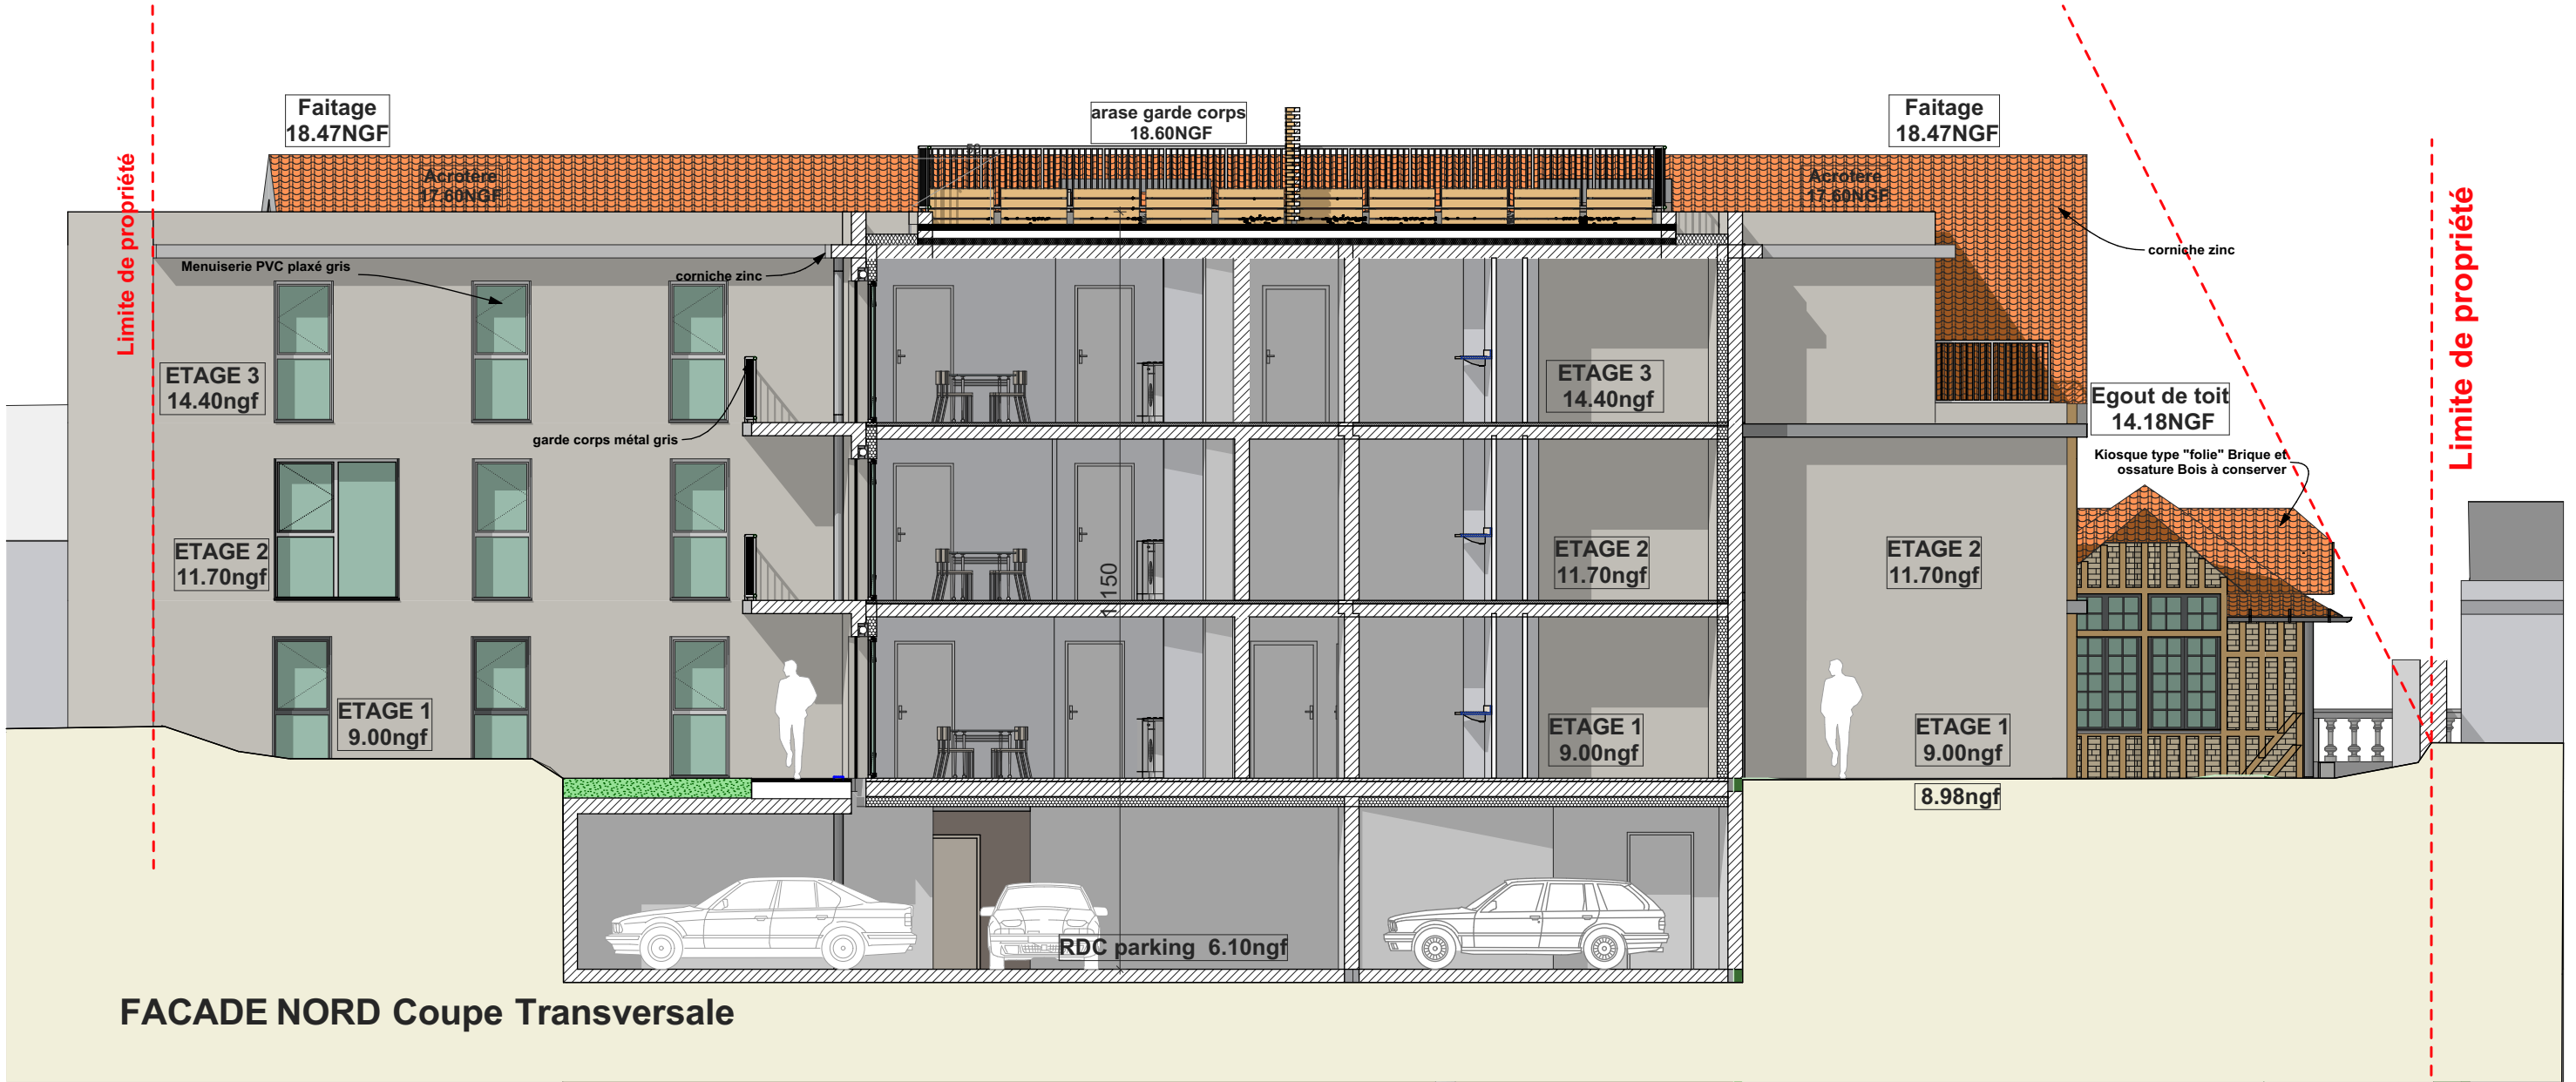 Faitage
18.47NGF
arase garde corps
18.60NGF
Faitage
18.47NGF
Limite de propriété
Acrotère
17.60NGF
Acrotère
17.60NGF
Limite de propriété
Menuiserie PVC plaxé gris
corniche zinc
corniche zinc
ETAGE 3
14.40ngf
garde corps métal gris
ETAGE 3
14.40ngf
Egout de toit
14.18NGF
Kiosque type "folie" Brique et
ossature Bois à conserver
ETAGE 2
11.70ngf
ETAGE 2
11.70ngf
ETAGE 2
11.70ngf
ETAGE 1
9.00ngf
ETAGE 1
9.00ngf
ETAGE 1
9.00ngf
8.98ngf
RDC parking 6.10ngf
FACADE NORD Coupe Transversale